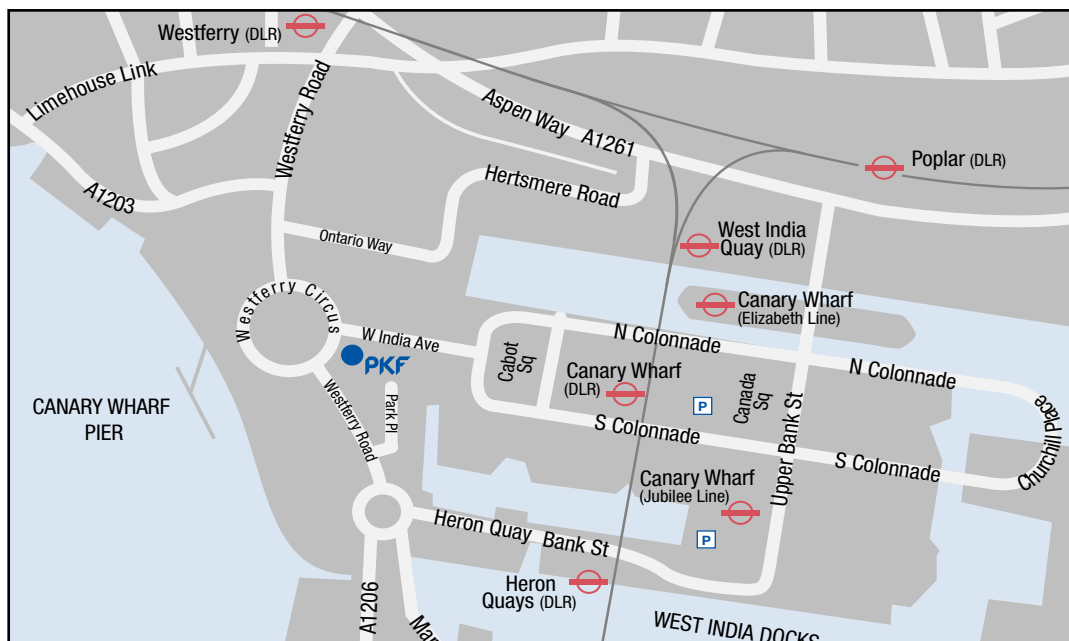 Westferry (DLR)
Limehouse Link
Westferry Road
Aspen Way A1261
Poplar (DLR)
A1203
Hertsmere Road
Ontario Way
West India
Quay (DLR)
Westferry Circus
Canary Wharf
(Elizabeth Line)
W India Ave
N Colonnade
PKF
Cabot
Sq
Canary Wharf
(DLR)
N Colonnade
Canada
Sq
P
CANARY WHARF
PIER
Westferry Road
Park Pl
S Colonnade
Upper Bank St
S Colonnade
Churchill Place
Canary Wharf
(Jubilee Line)
Heron Quay Bank St
P
Heron
Quays (DLR)
A1206
WEST INDIA DOCKS